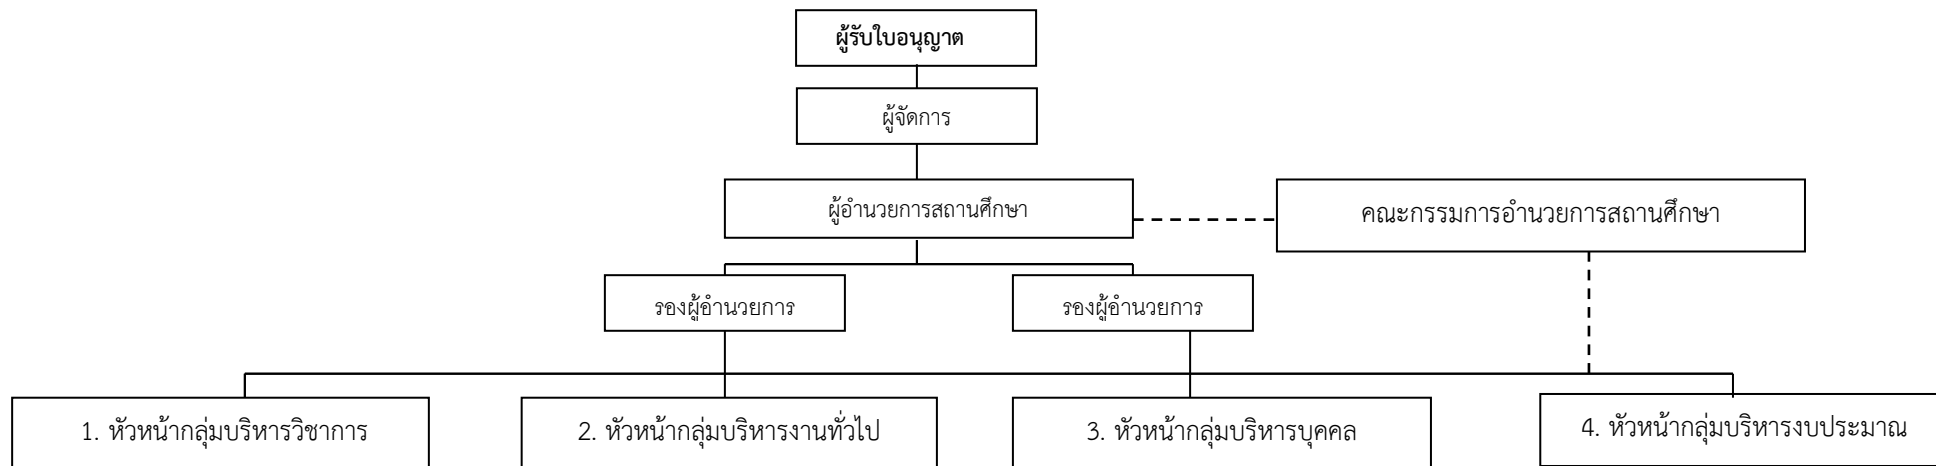 ผู้รับใบอนุญาต
ผู้จัดการ
ผู้อำนวยการสถานศึกษา
คณะกรรมการอำนวยการสถานศึกษา
รองผู้อำนวยการ
รองผู้อำนวยการ
1. หัวหน้ากลุ่มบริหารวิชาการ
2. หัวหน้ากลุ่มบริหารงานทั่วไป
3. หัวหน้ากลุ่มบริหารบุคคล
4. หัวหน้ากลุ่มบริหารงบประมาณ